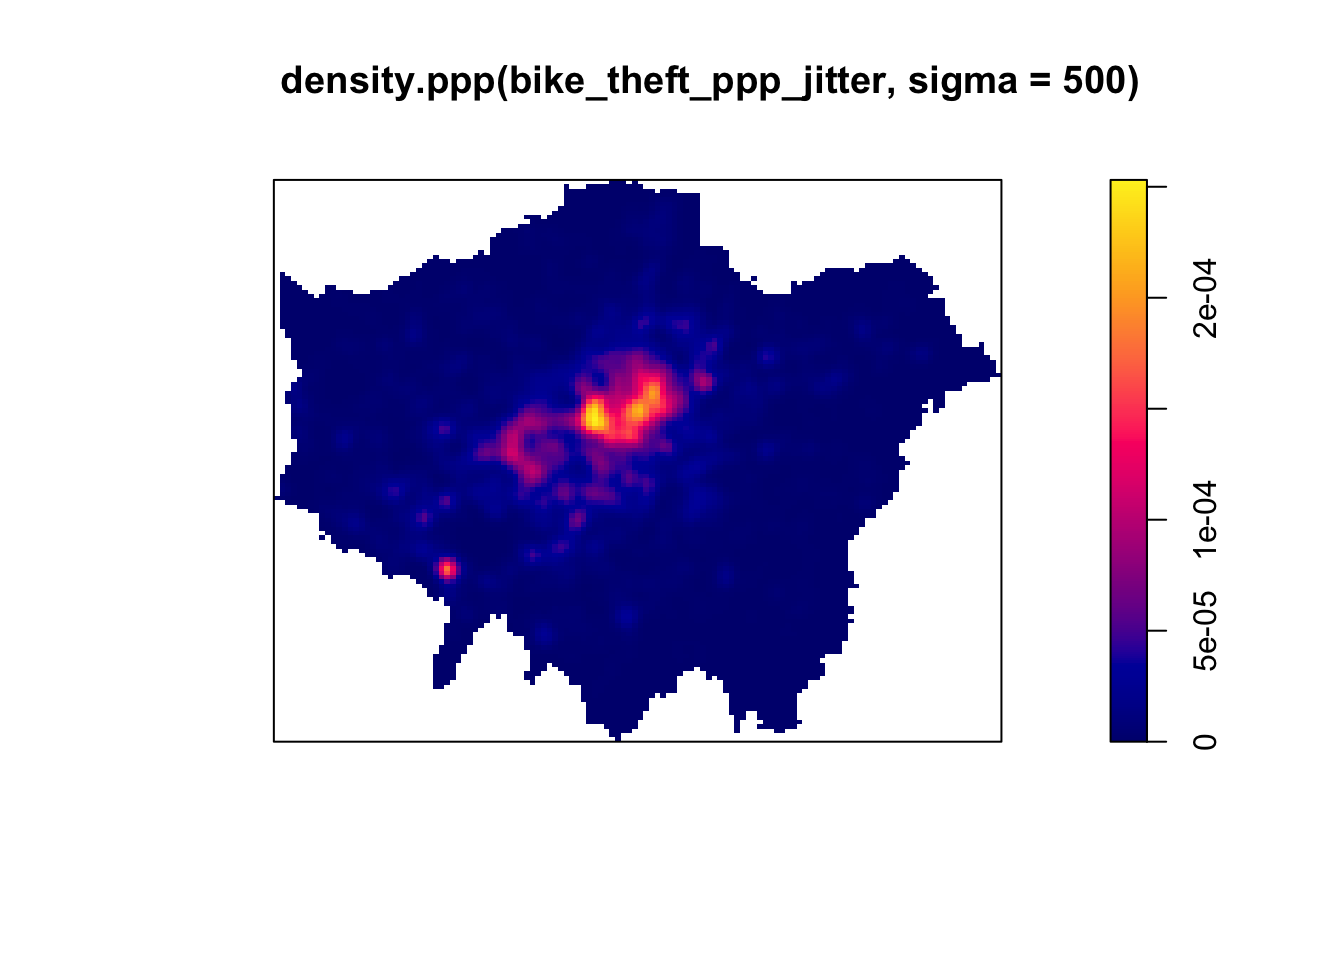 density.ppp(bike_theft_ppp_jitter, sigma = 500)
2e-04
1e-04
5e-05
0